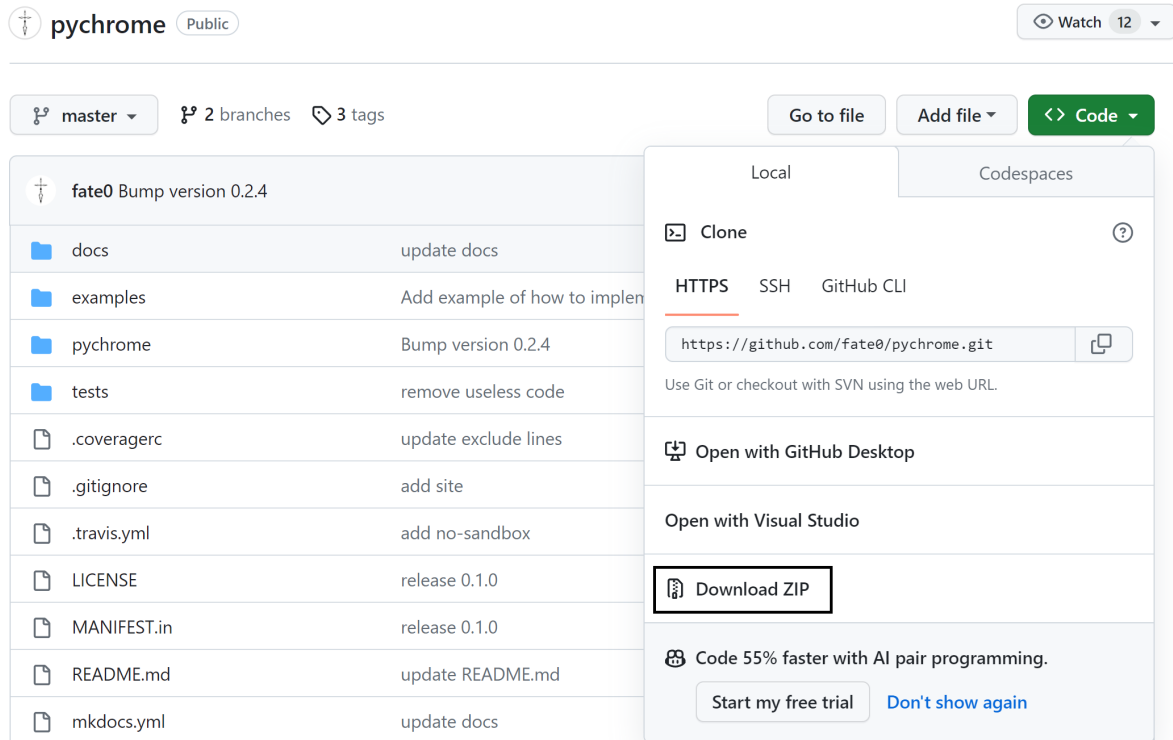 pychrome Public
Watch 12
master 2 branches 3 tags Go to file Add file Code
fate0 Bump version 0.2.4
docs update docs
examples Add example of how to implem
pychrome Bump version 0.2.4
tests remove useless code
.coveragerc update exclude lines
.gitignore add site
.travis.yml add no-sandbox
LICENSE release 0.1.0
MANIFEST.in release 0.1.0
README.md update README.md
mkdocs.yml update docs
Local Codespaces
Clone
HTTPS SSH GitHub CLI
https://github.com/fate0/pychrome.git
Use Git or checkout with SVN using the web URL.
Open with GitHub Desktop
Open with Visual Studio
Download ZIP
Code 55% faster with AI pair programming.
Start my free trial Don't show again